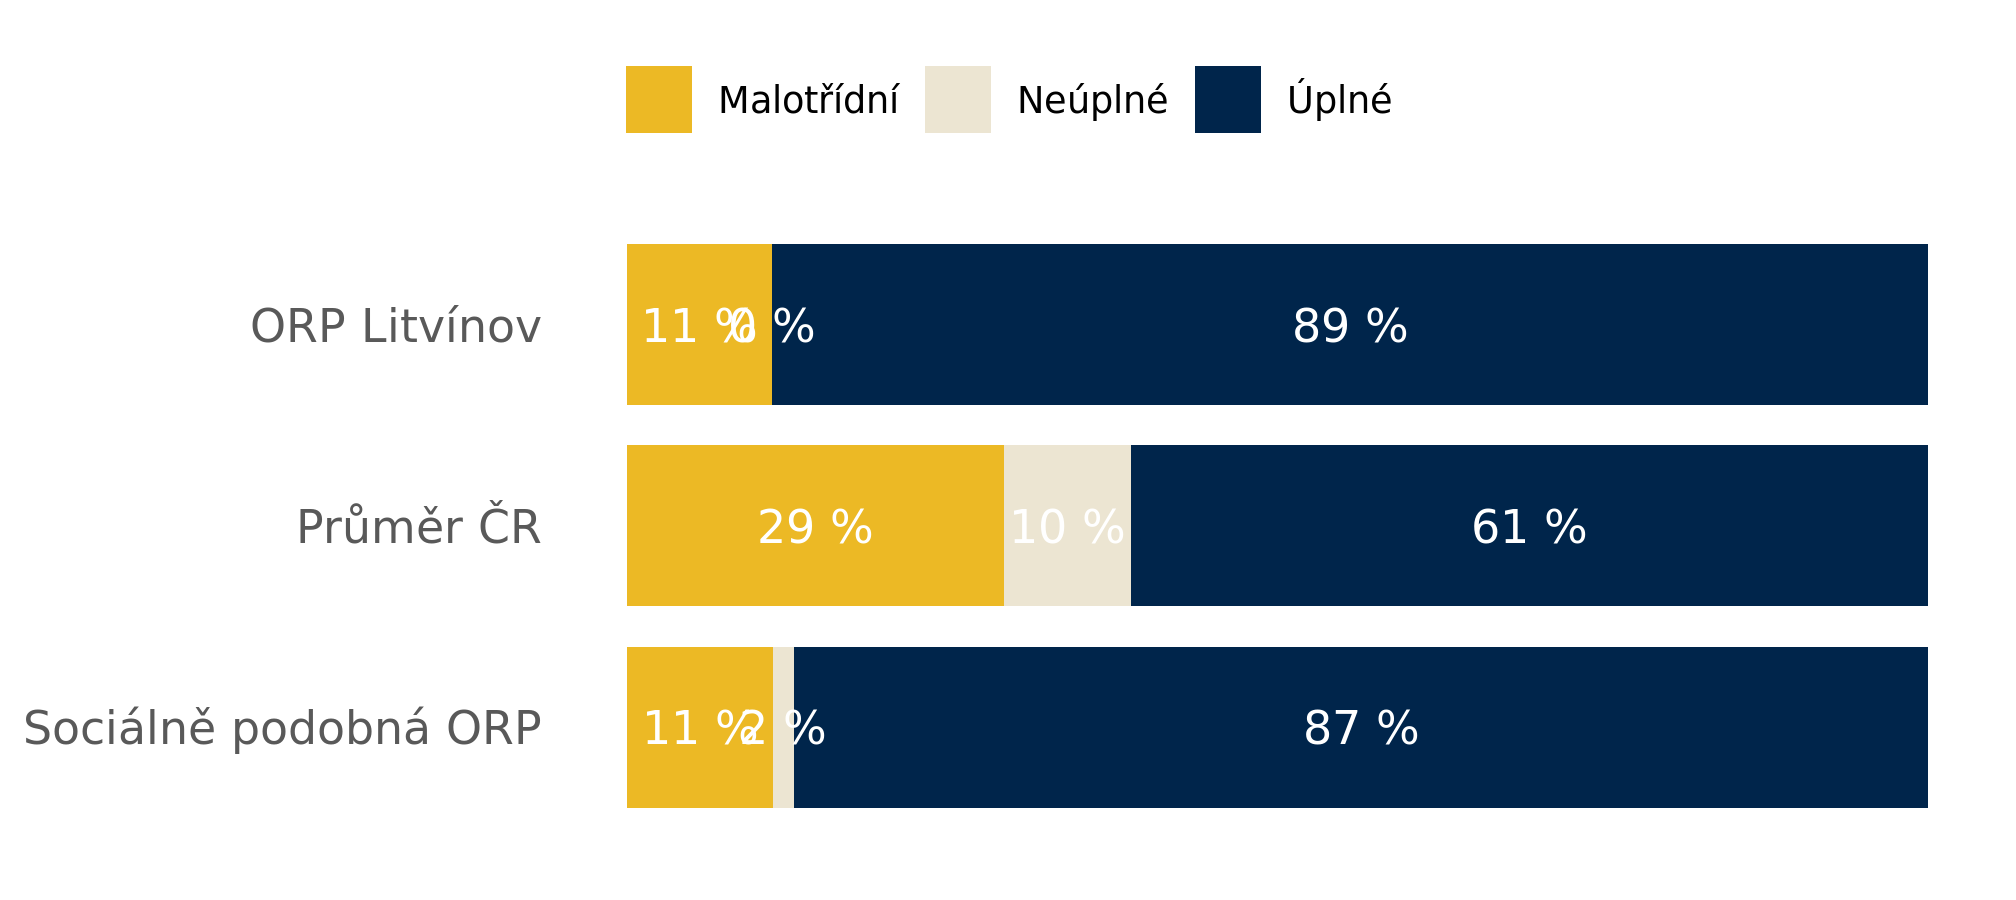 Malotřídní Neúplné Úplné
ORP Litvínov 11 % 0 % 89 %
Průměr ČR 29 % 10 % 61 %
Sociálně podobná ORP 11 % 2 % 87 %